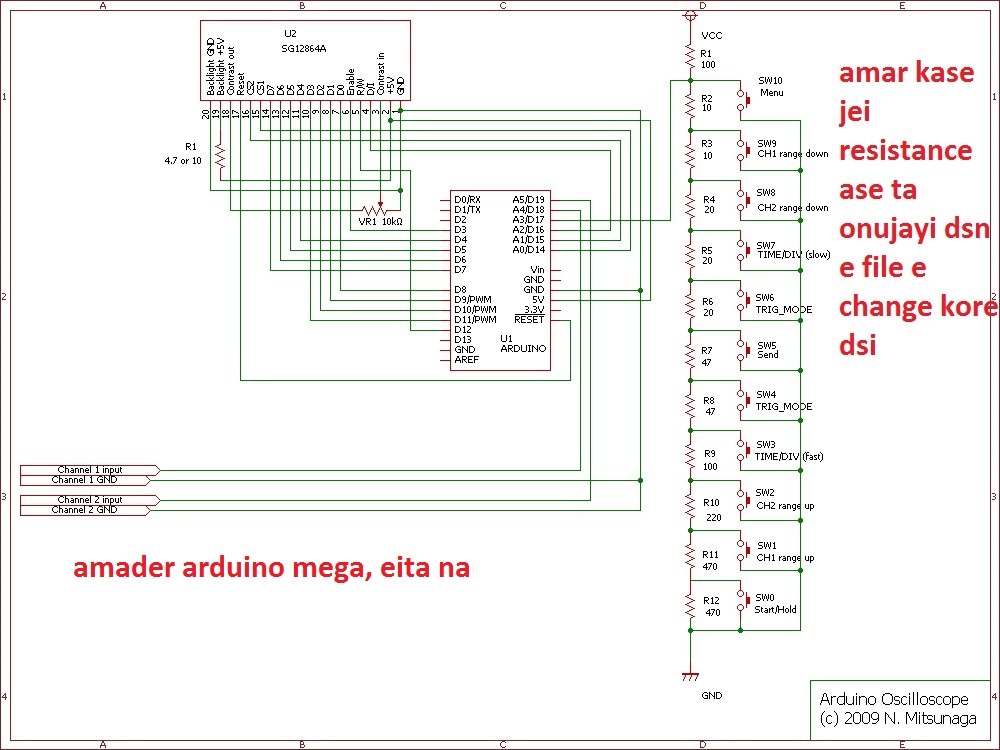 A B C D E
1 1
2 2
3 3
4 4
A B C D E
U2
SG12864A
Backlight GND
Backlight +5V
Contrast out
Reset
CS2
CS1
D7
D6
D5
D4
D3
D2
D1
D0
Enable
R/W
D/I
Contrast in
+5V
GND
20 19 18 17 16 15 14 13 12 11 10 9 8 7 6 5 4 3 2 1
R1
4.7 or 10
VR1 10kΩ
D0/RX
D1/TX
D2
D3
D4
D5
D6
D7
D8
D9/PWM
D10/PWM
D11/PWM
D12
D13
GND
AREF
A5/D19
A4/D18
A3/D17
A2/D16
A1/D15
A0/D14
Vin
GND
GND
5V
3.3V
RESET
U1
ARDUINO
Channel 1 input
Channel 1 GND
Channel 2 input
Channel 2 GND
VCC
R1
100
R2
10
R3
10
R4
20
R5
20
R6
20
R7
47
R8
47
R9
100
R10
220
R11
470
R12
470
GND
SW10
Menu
SW9
CH1 range down
SW8
CH2 range down
SW7
TIME/DIV (slow)
SW6
TRIG_MODE
SW5
Send
SW4
TRIG_MODE
SW3
TIME/DIV (fast)
SW2
CH2 range up
SW1
CH1 range up
SW0
Start/Hold
amar kase
jei
resistance
ase ta
onujayi dsn
e file e
change kore
dsi
amader arduino mega, eita na
Arduino Oscilloscope
(c) 2009 N. Mitsunaga